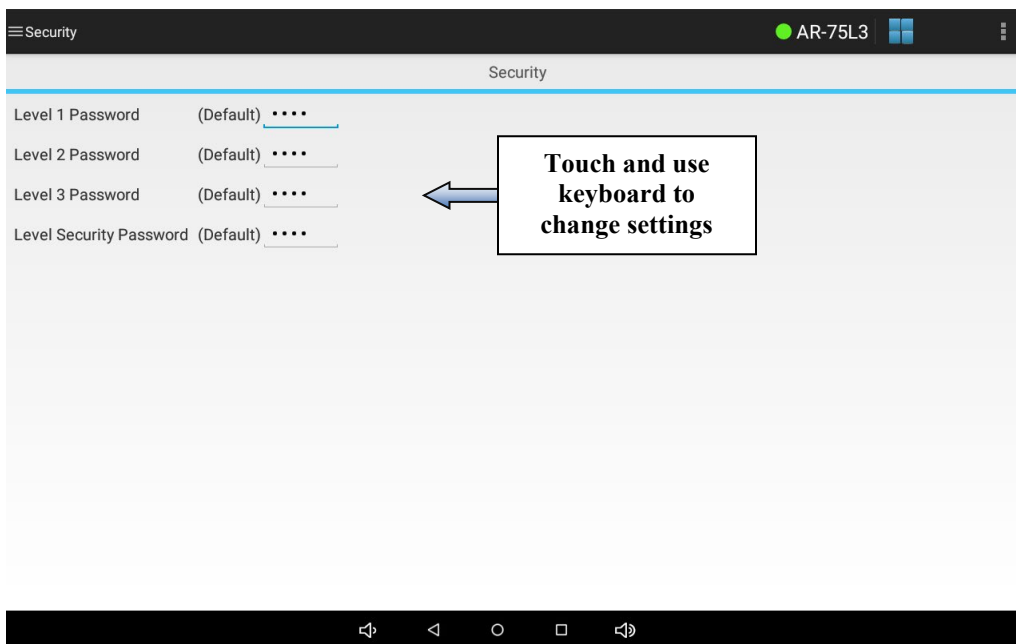 Security
AR-75L3
Security
Level 1 Password (Default) ••••
Level 2 Password (Default) ••••
Level 3 Password (Default) ••••
Level Security Password (Default) ••••
Touch and use
keyboard to
change settings